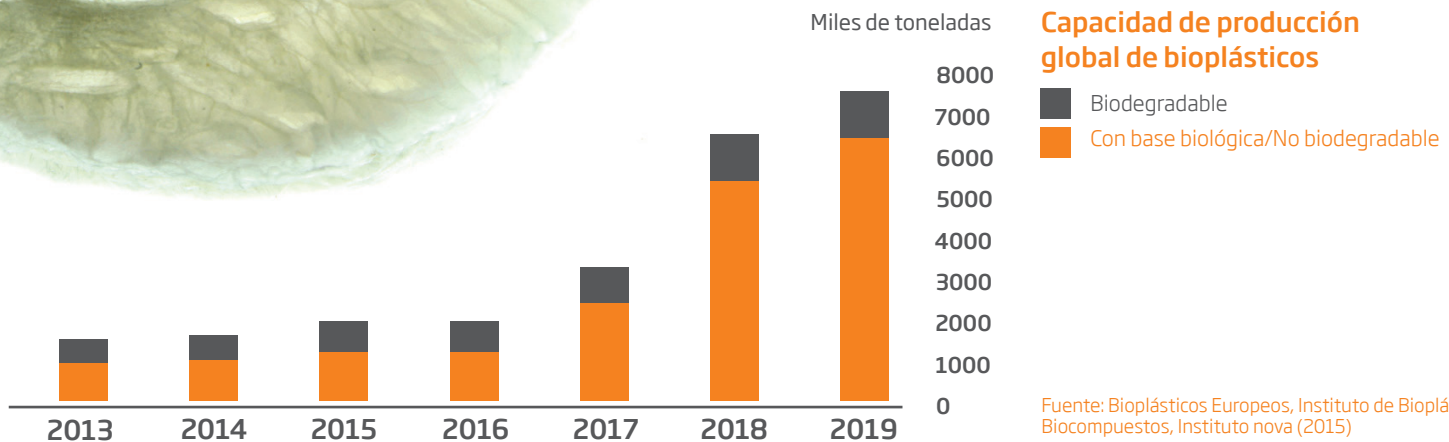 Miles de toneladas
Capacidad de producción
global de bioplásticos
Biodegradable
Con base biológica/No biodegradable
8000
7000
6000
5000
4000
3000
2000
1000
0
2013 2014 2015 2016 2017 2018 2019
Fuente: Bioplásticos Europeos, Instituto de Bioplá
Biocompuestos, Instituto nova (2015)